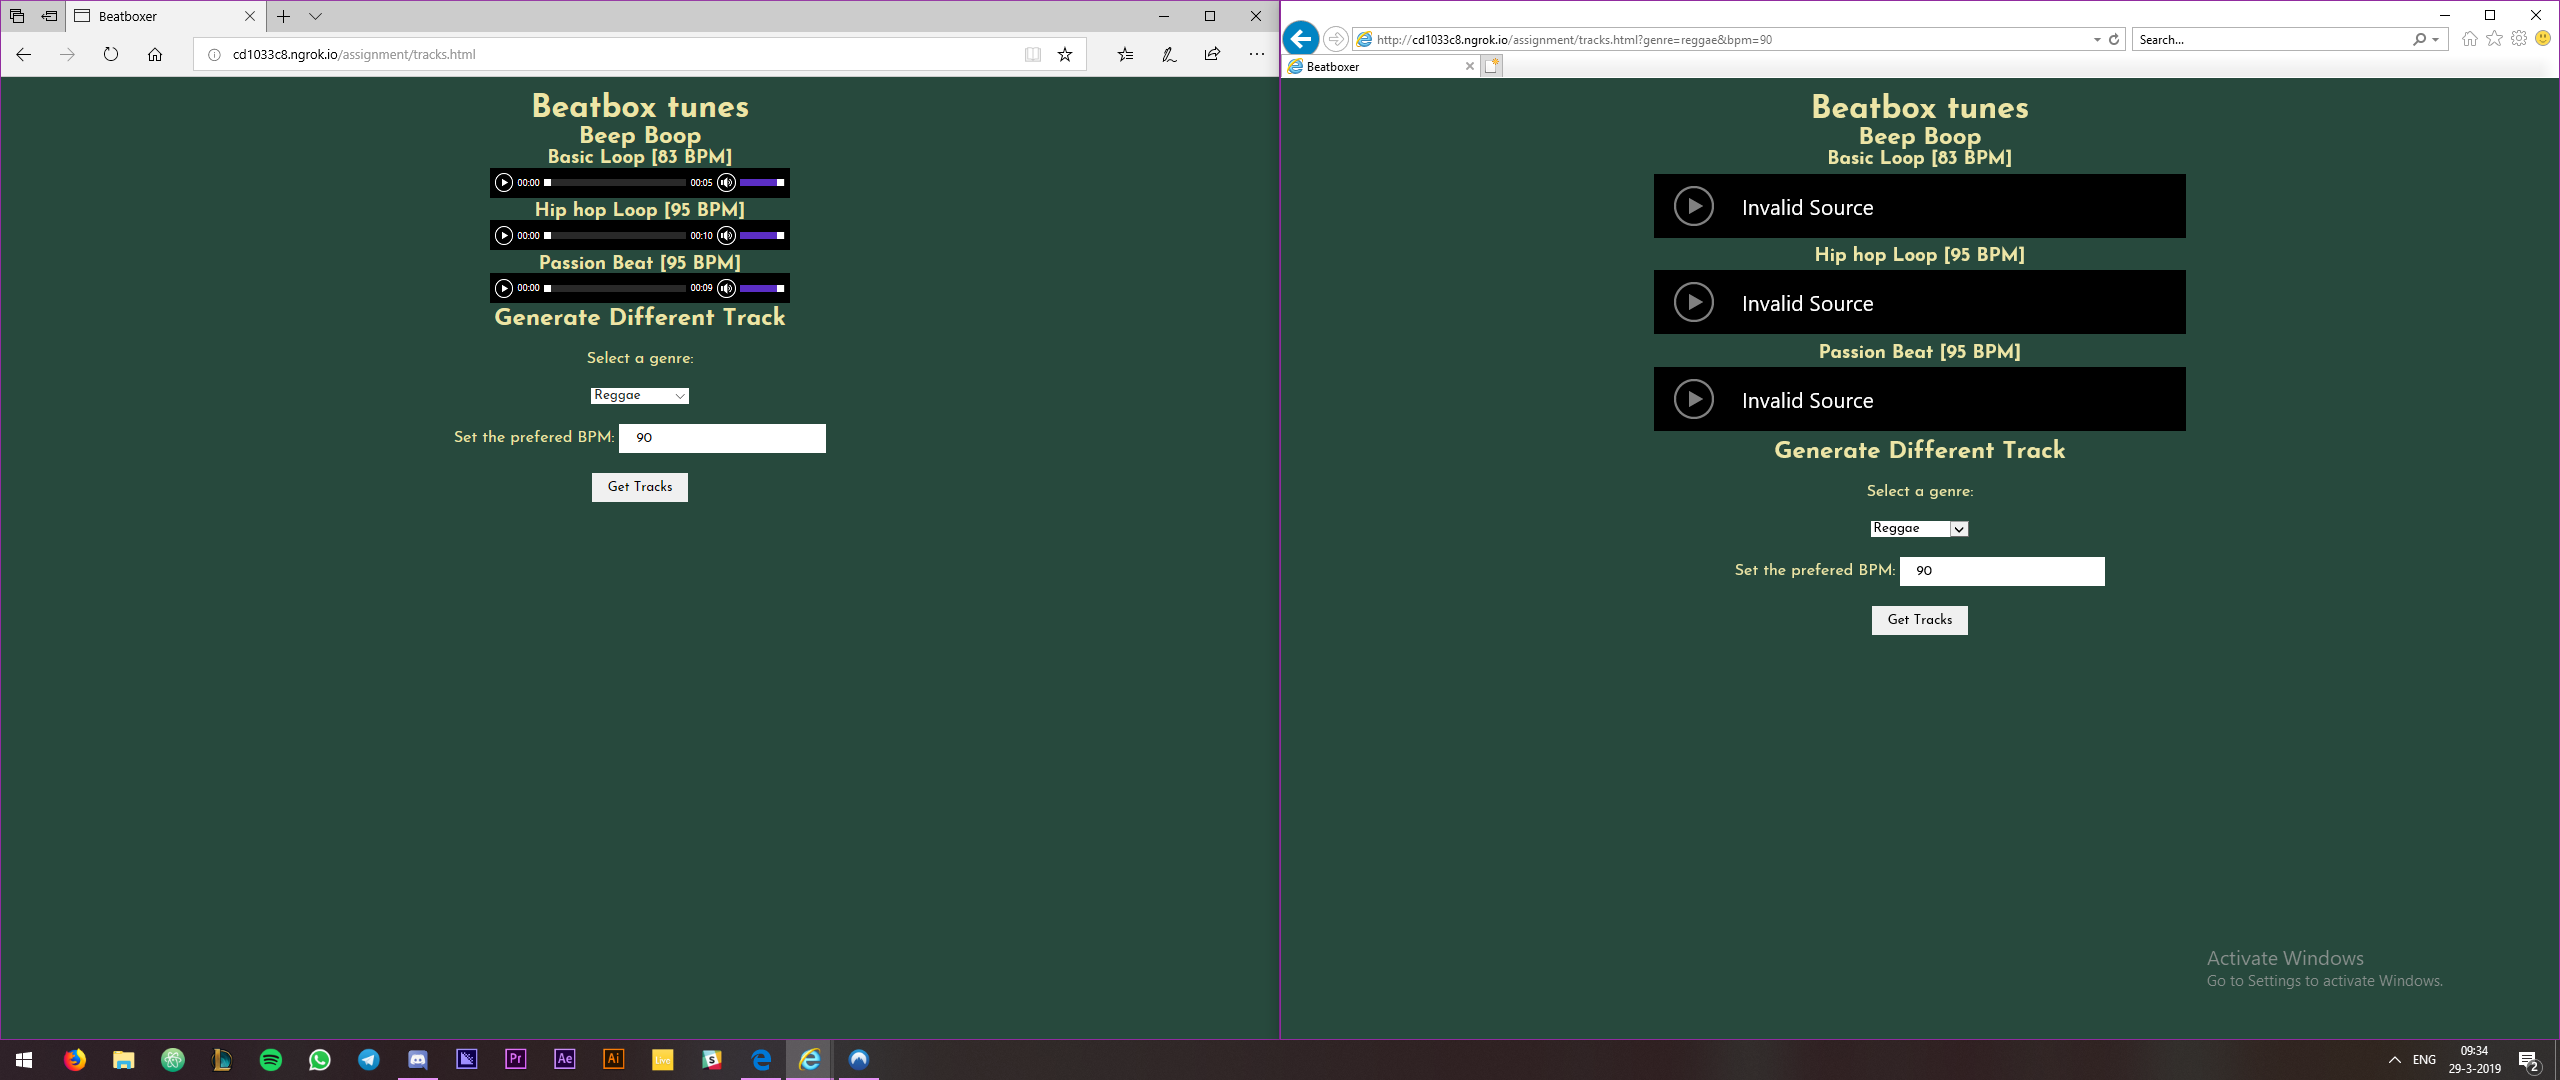 Beatboxer
cd1033c8.ngrok.io/assignment/tracks.html
Beatbox tunes
Beep Boop
Basic Loop [83 BPM]
00:00 00:05
Hip hop Loop [95 BPM]
00:00 00:10
Passion Beat [95 BPM]
00:00 00:09
Generate Different Track
Select a genre:
Reggae
Set the prefered BPM: 90
Get Tracks
http://cd1033c8.ngrok.io/assignment/tracks.html?genre=reggae&bpm=90
Search...
Beatboxer
Beatbox tunes
Beep Boop
Basic Loop [83 BPM]
Invalid Source
Hip hop Loop [95 BPM]
Invalid Source
Passion Beat [95 BPM]
Invalid Source
Generate Different Track
Select a genre:
Reggae
Set the prefered BPM: 90
Get Tracks
Activate Windows
Go to Settings to activate Windows.
Pr
Ae
Ai
Live
S
ENG
09:34
29-3-2019
2